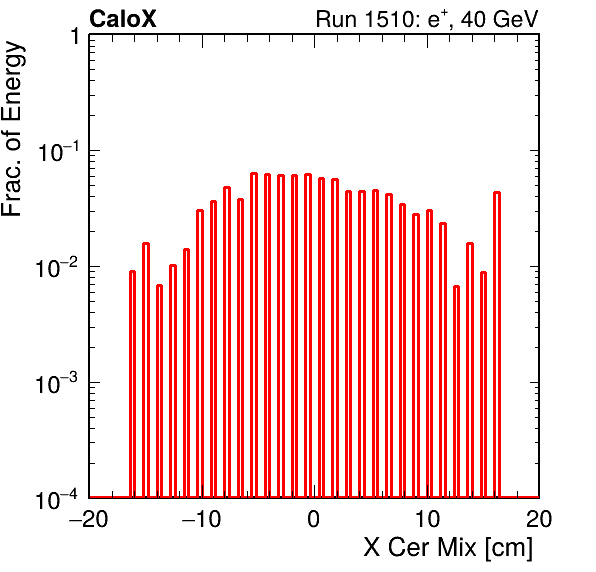 CaloX Run 1510: e⁺, 40 GeV
Frac. of Energy
1
10⁻¹
10⁻²
10⁻³
10⁻⁴
−20 −10 0 10 20
X Cer Mix [cm]